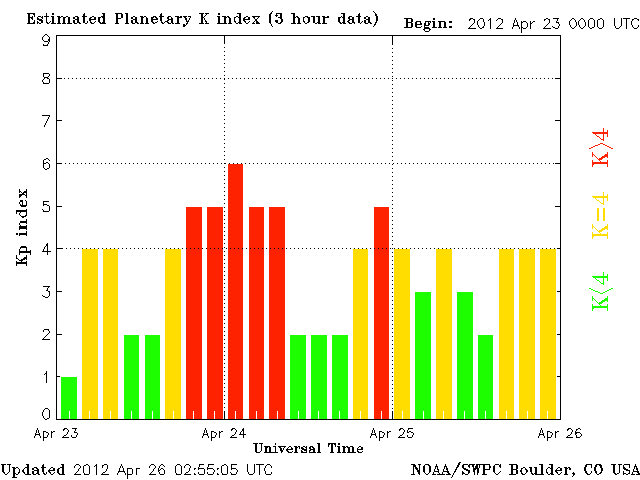 Estimated Planetary K index (3 hour data) Begin: 2012 Apr 23 0000 UTC
9
8
7
6
5
4
3
2
1
0
Kp index
K>4
K=4
K<4
Apr 23 Apr 24 Apr 25 Apr 26
Universal Time
Updated 2012 Apr 26 02:55:05 UTC NOAA/SWPC Boulder, CO USA